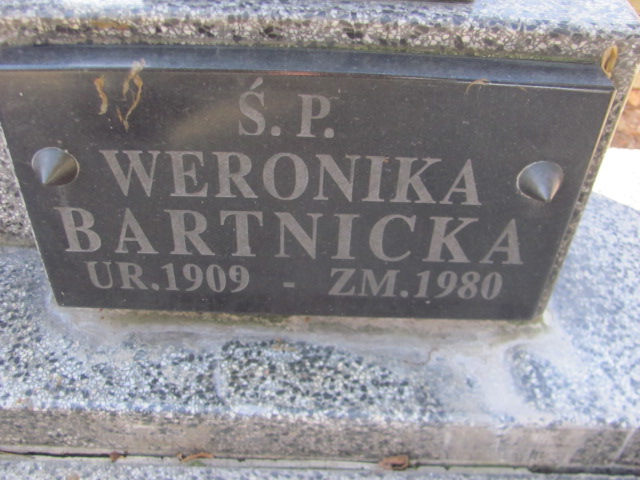 Ś.P.
WERONIKA
BARTNICKA
UR.1909 - ZM.1980